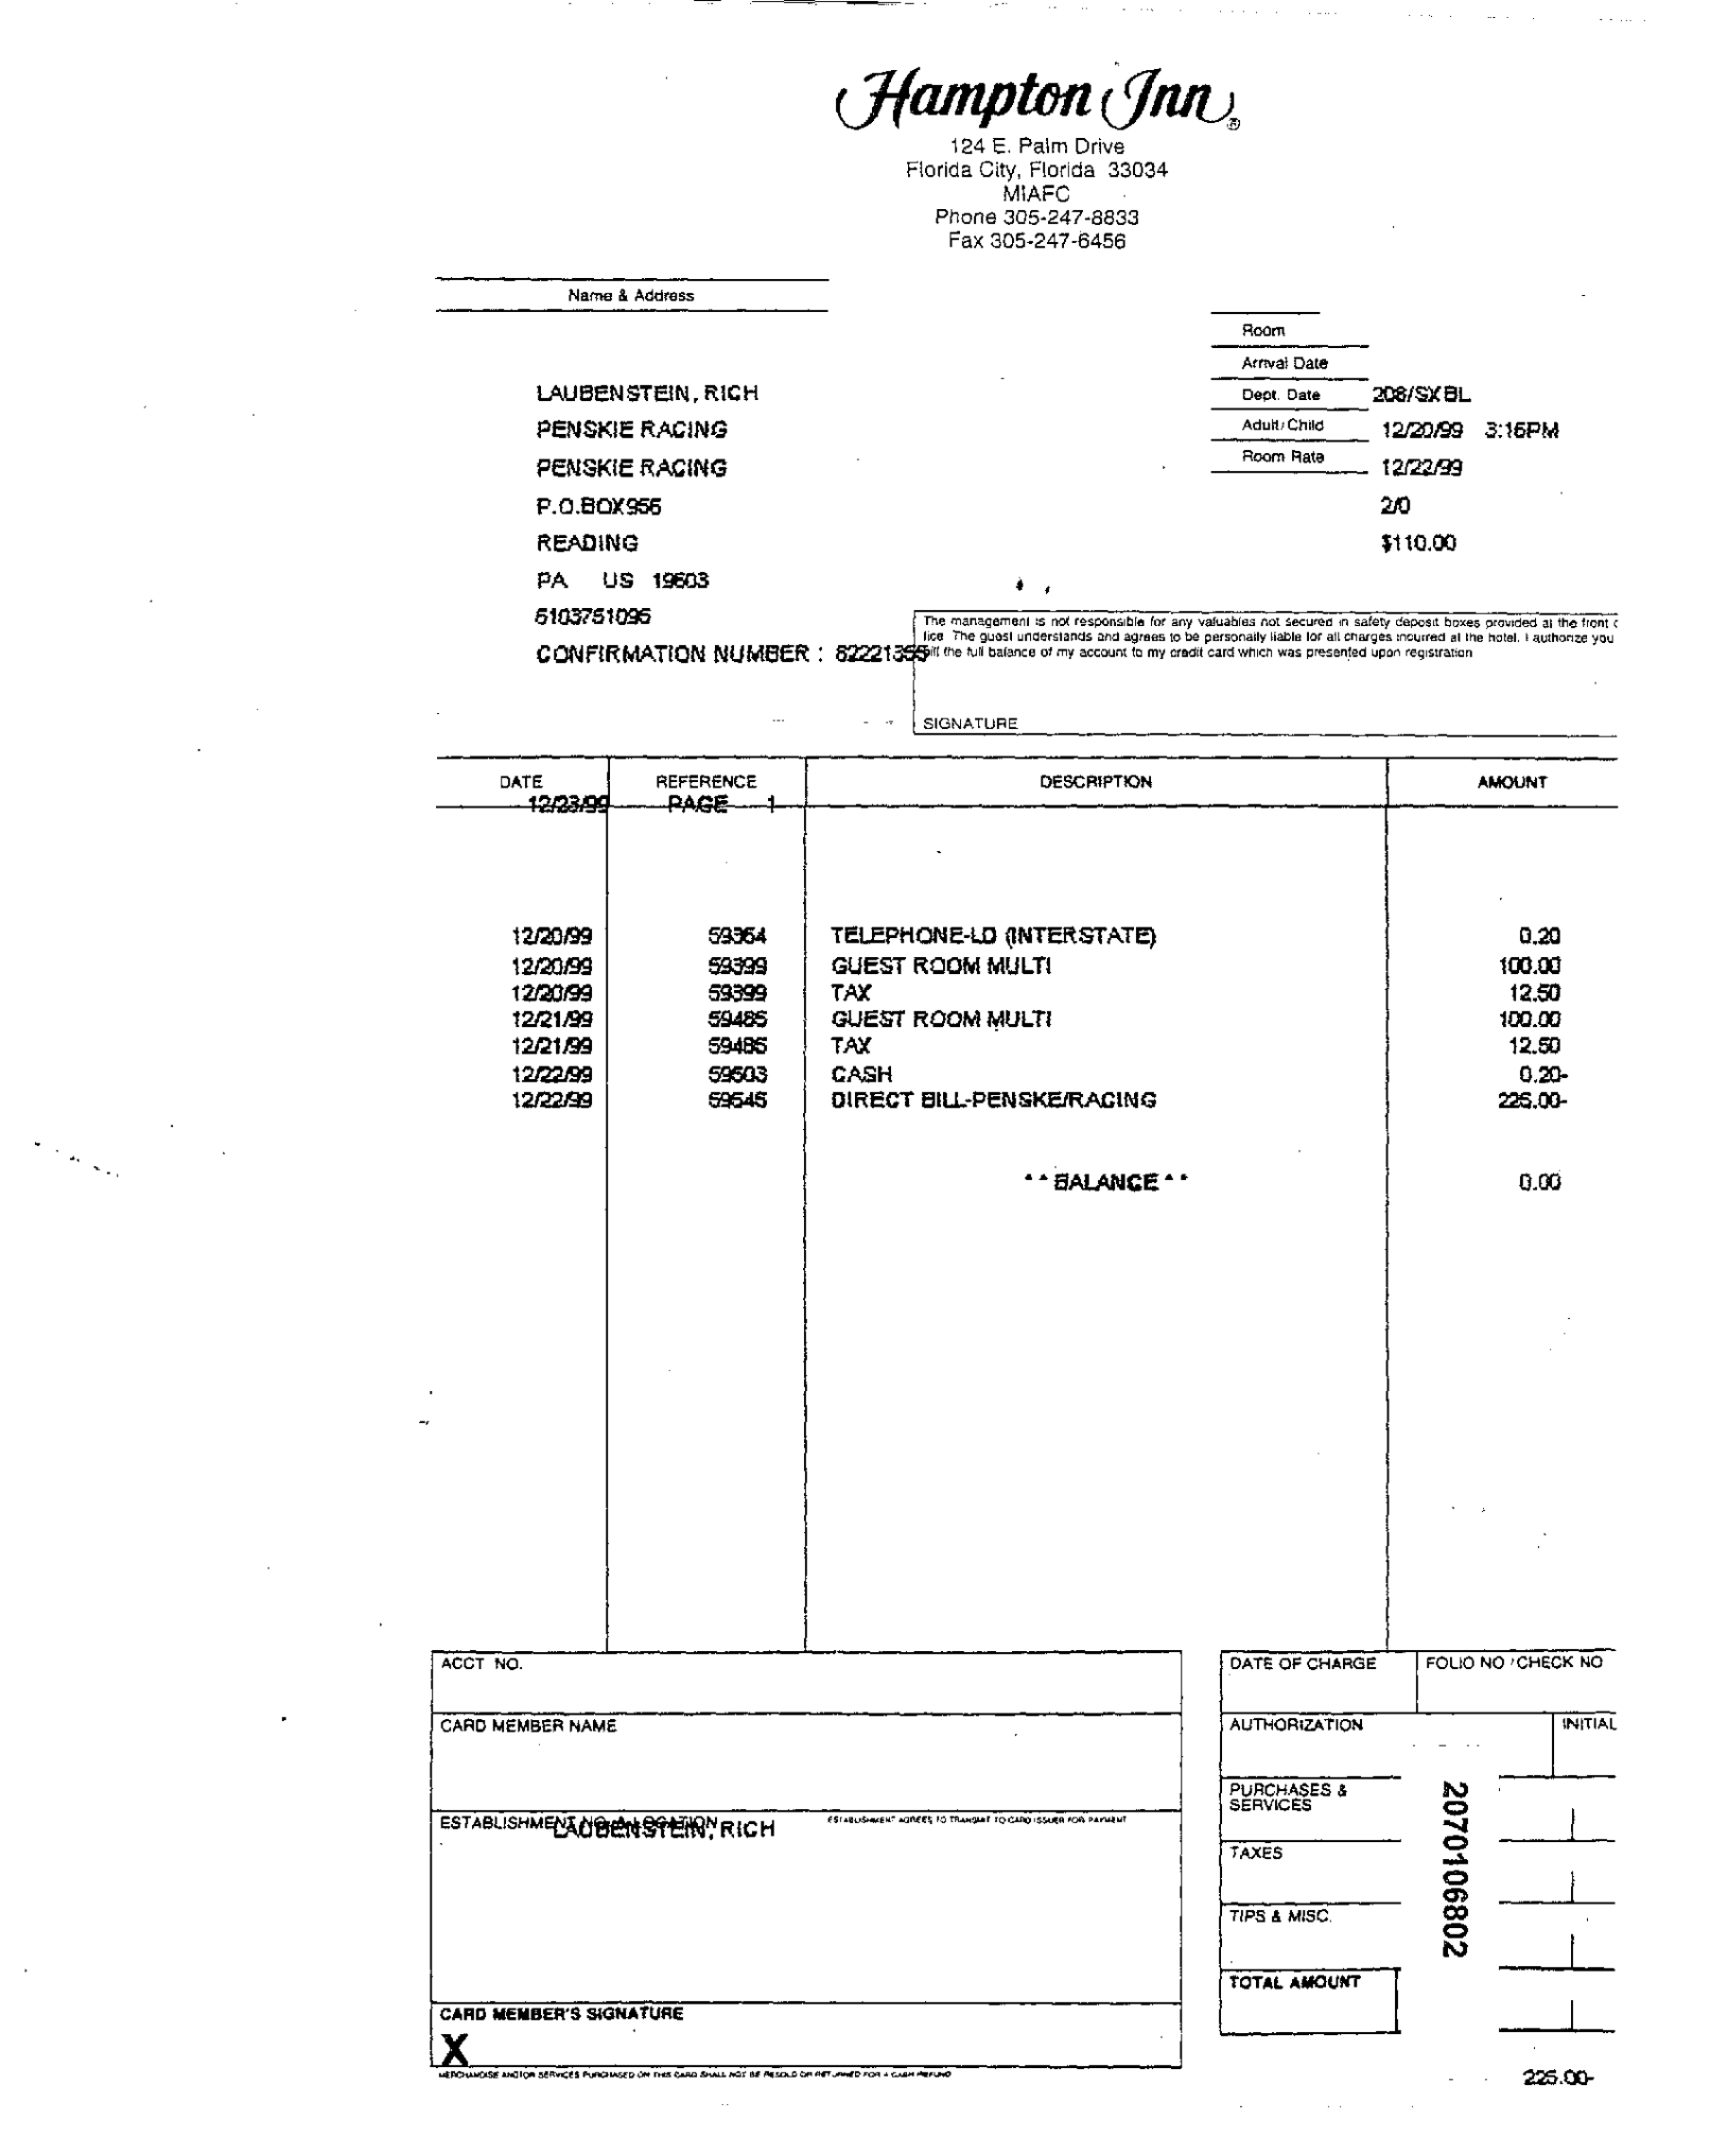 Hampton Inn®
124 E. Palm Drive
Florida City, Florida 33034
MIAFC
Phone 305-247-8833
Fax 305-247-6456
Name & Address
Room
Arrival Date
LAUBENSTEIN, RICH
Dept. Date 208/SXBL
PENSKIE RACING
Adult/Child 12/20/99 3:16PM
PENSKIE RACING
Room Rate 12/22/99
P.O.BOX956
2/0
READING
$110.00
PA US 19603
6103751095
The management is not responsible for any valuables not secured in safety deposit boxes provided at the front
fice The guest understands and agrees to be personally liable for all charges incurred at the hotel. I authorize you
CONFIRMATION NUMBER : 82221355
the full balance of my account to my credit card which was presented upon registration
SIGNATURE
DATE REFERENCE DESCRIPTION AMOUNT
12/23/99 PAGE 1
12/20/99 59364 TELEPHONE-LD (INTERSTATE) 0.20
12/20/99 59399 GUEST ROOM MULTI 100.00
12/20/99 59399 TAX 12.50
12/21/99 59485 GUEST ROOM MULTI 100.00
12/21/99 59485 TAX 12.50
12/22/99 59503 CASH 0.20-
12/22/99 59545 DIRECT BILL-PENSKE/RACING 225.00-
**BALANCE** 0.00
ACCT NO.
DATE OF CHARGE FOLIO NO / CHECK NO
CARD MEMBER NAME
AUTHORIZATION INITIAL
PURCHASES &
SERVICES
ESTABLISHMENT NO. & LOCATION ESTABLISHMENT AGREES TO TRANSMIT TO CARD ISSUER FOR PAYMENT
LAUBENSTEIN, RICH
TAXES
TIPS & MISC.
TOTAL AMOUNT
2070106802
CARD MEMBER'S SIGNATURE
X
MERCHANDISE AND/OR SERVICES PURCHASED ON THIS CARD SHALL NOT BE RESOLD OR RETURNED FOR A CASH REFUND
225.00-